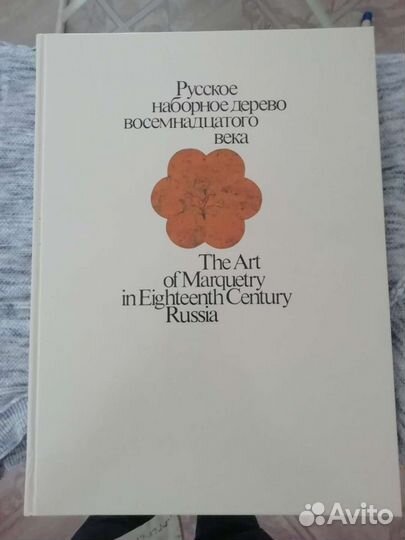 Русское
наборное дерево
восемнадцатого
века
The Art
of Marquetry
in Eighteenth Century
Russia
Avito